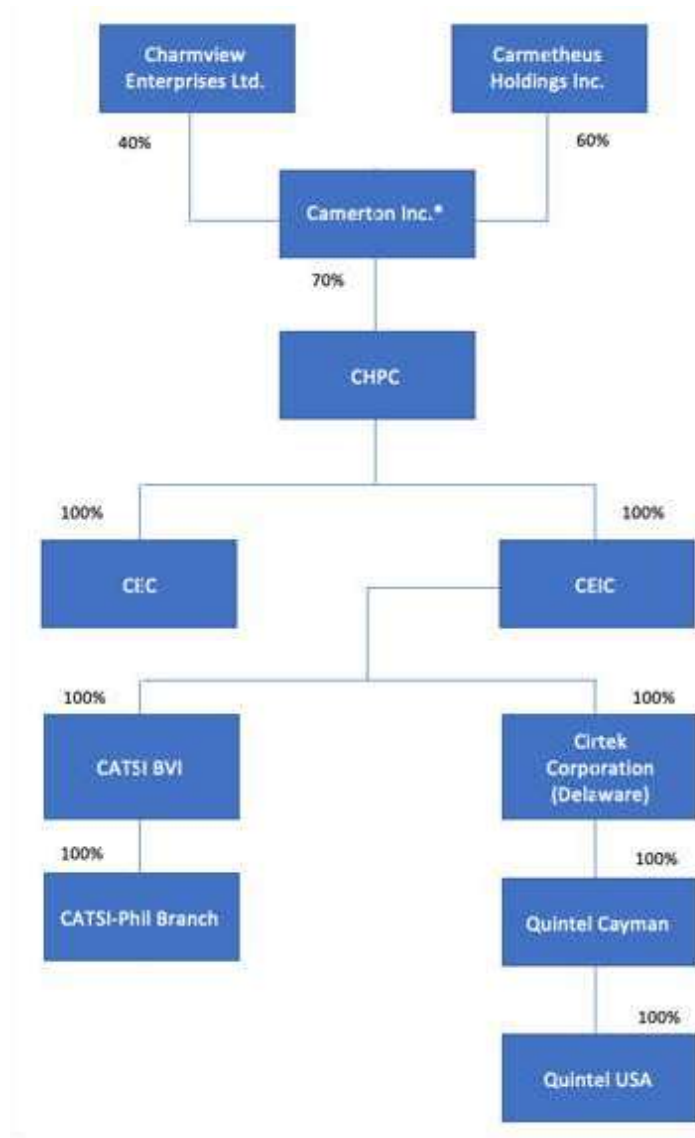 Charmview
Enterprises Ltd.
Carmetheus
Holdings Inc.
40%
60%
Camerton Inc.*
70%
CHPC
100%
100%
CEC
CEIC
100%
100%
CATSI BVI
Cirtek
Corporation
(Delaware)
100%
100%
CATSI-Phil Branch
Quintel Cayman
100%
Quintel USA